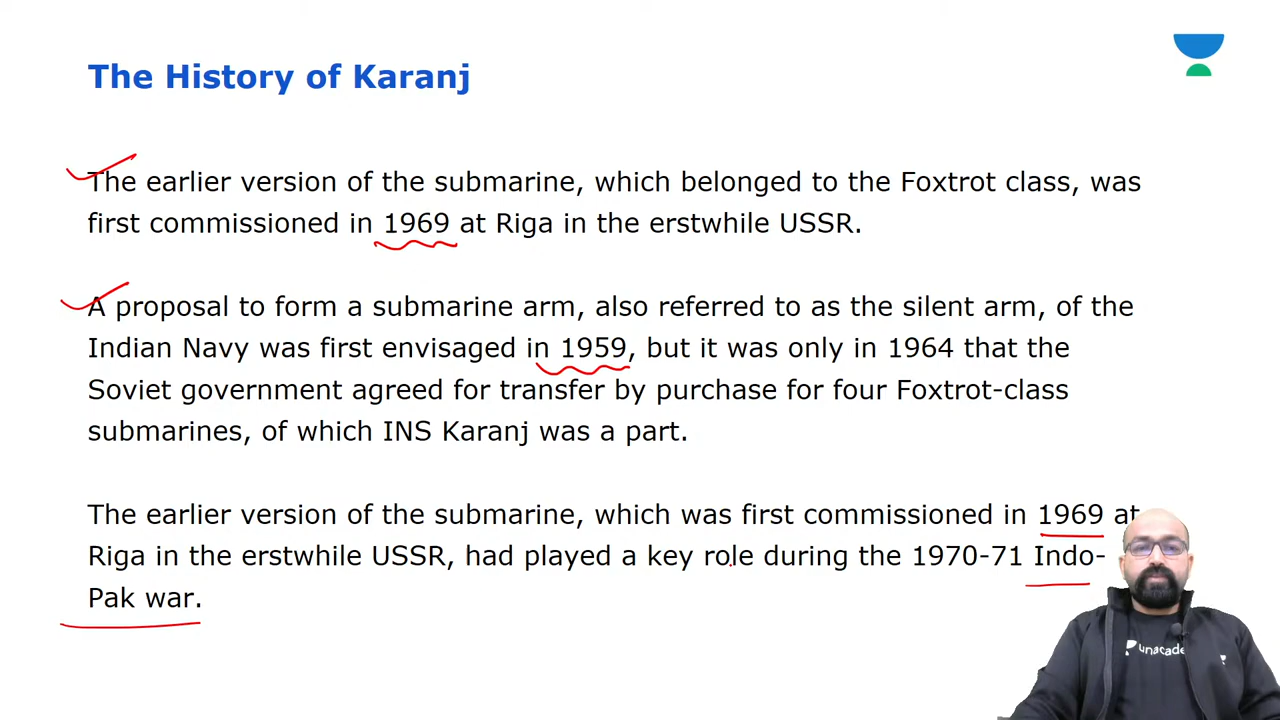 The History of Karanj
The earlier version of the submarine, which belonged to the Foxtrot class, was
first commissioned in 1969 at Riga in the erstwhile USSR.
A proposal to form a submarine arm, also referred to as the silent arm, of the
Indian Navy was first envisaged in 1959, but it was only in 1964 that the
Soviet government agreed for transfer by purchase for four Foxtrot-class
submarines, of which INS Karanj was a part.
The earlier version of the submarine, which was first commissioned in 1969 at
Riga in the erstwhile USSR, had played a key role during the 1970-71 Indo-
Pak war.
unacade